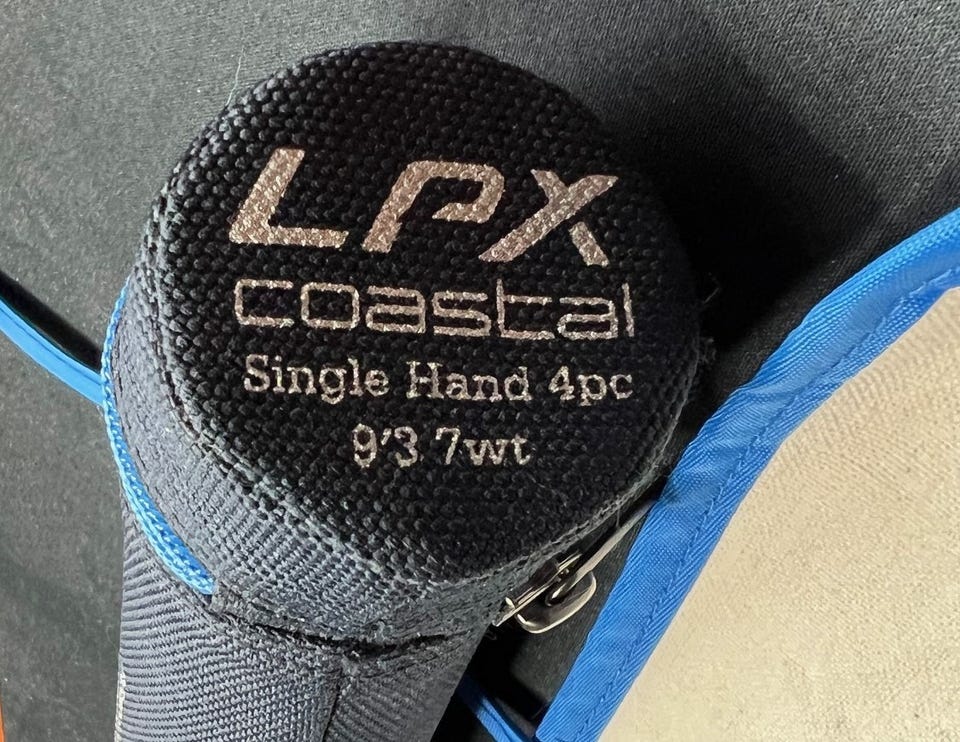 LPX
coastal
Single Hand 4pc
9'3 7wt